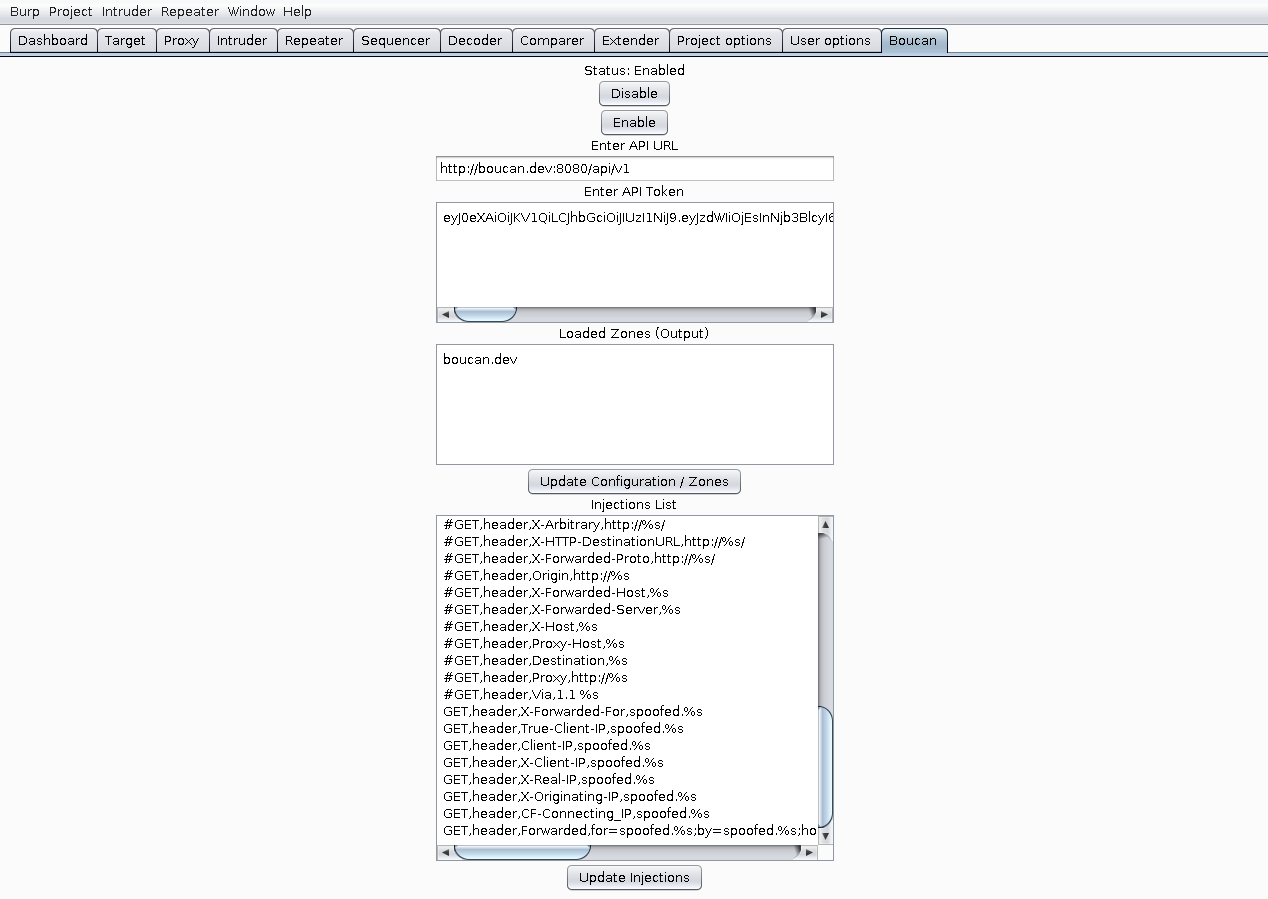 Burp Project Intruder Repeater Window Help
Dashboard Target Proxy Intruder Repeater Sequencer Decoder Comparer Extender Project options User options Boucan
Status: Enabled
Disable
Enable
Enter API URL
http://boucan.dev:8080/api/v1
Enter API Token
eyJ0eXAiOiJKV1QiLCJhbGciOiJIUzI1NiJ9.eyJzdWIiOjEsInNjb3BlcyI6
Loaded Zones (Output)
boucan.dev
Update Configuration / Zones
Injections List
#GET,header,X-Arbitrary,http://%s/
#GET,header,X-HTTP-DestinationURL,http://%s/
#GET,header,X-Forwarded-Proto,http://%s/
#GET,header,Origin,http://%s
#GET,header,X-Forwarded-Host,%s
#GET,header,X-Forwarded-Server,%s
#GET,header,X-Host,%s
#GET,header,Proxy-Host,%s
#GET,header,Destination,%s
#GET,header,Proxy,http://%s
#GET,header,Via,1.1 %s
GET,header,X-Forwarded-For,spoofed.%s
GET,header,True-Client-IP,spoofed.%s
GET,header,Client-IP,spoofed.%s
GET,header,X-Client-IP,spoofed.%s
GET,header,X-Real-IP,spoofed.%s
GET,header,X-Originating-IP,spoofed.%s
GET,header,CF-Connecting_IP,spoofed.%s
GET,header,Forwarded,for=spoofed.%s;by=spoofed.%s;ho
Update Injections